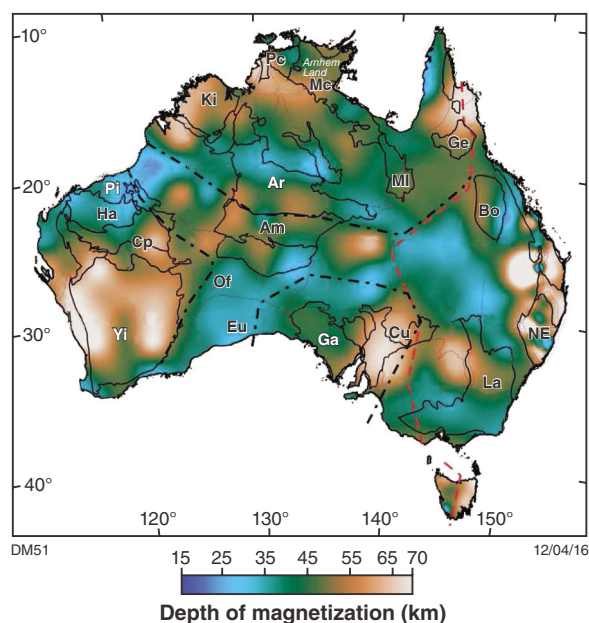 10°
Pc
Arnhem
Land
Mc
Ki
Ge
20°
Pi
Ar
MI
Ha
Bo
Am
Cp
Of
30°
Yi
Eu
Ga
Cu
NE
La
40°
120° 130° 140° 150°
DM51 12/04/16
15 25 35 45 55 65 70
Depth of magnetization (km)